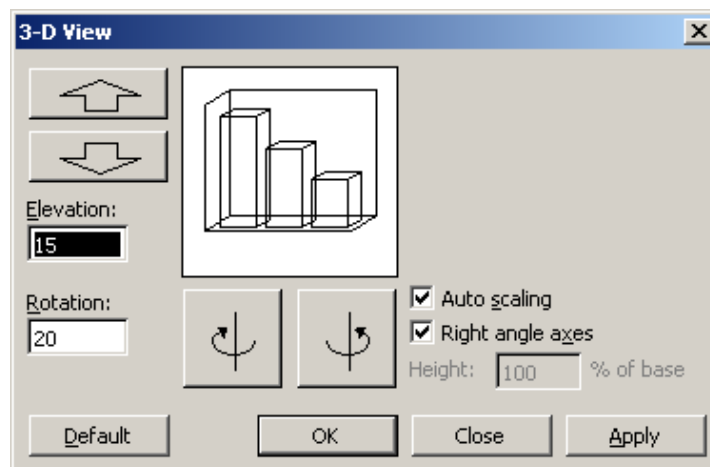 3-D View
Elevation:
15
Rotation:
20
Auto scaling
Right angle axes
Height: 100 % of base
Default OK Close Apply